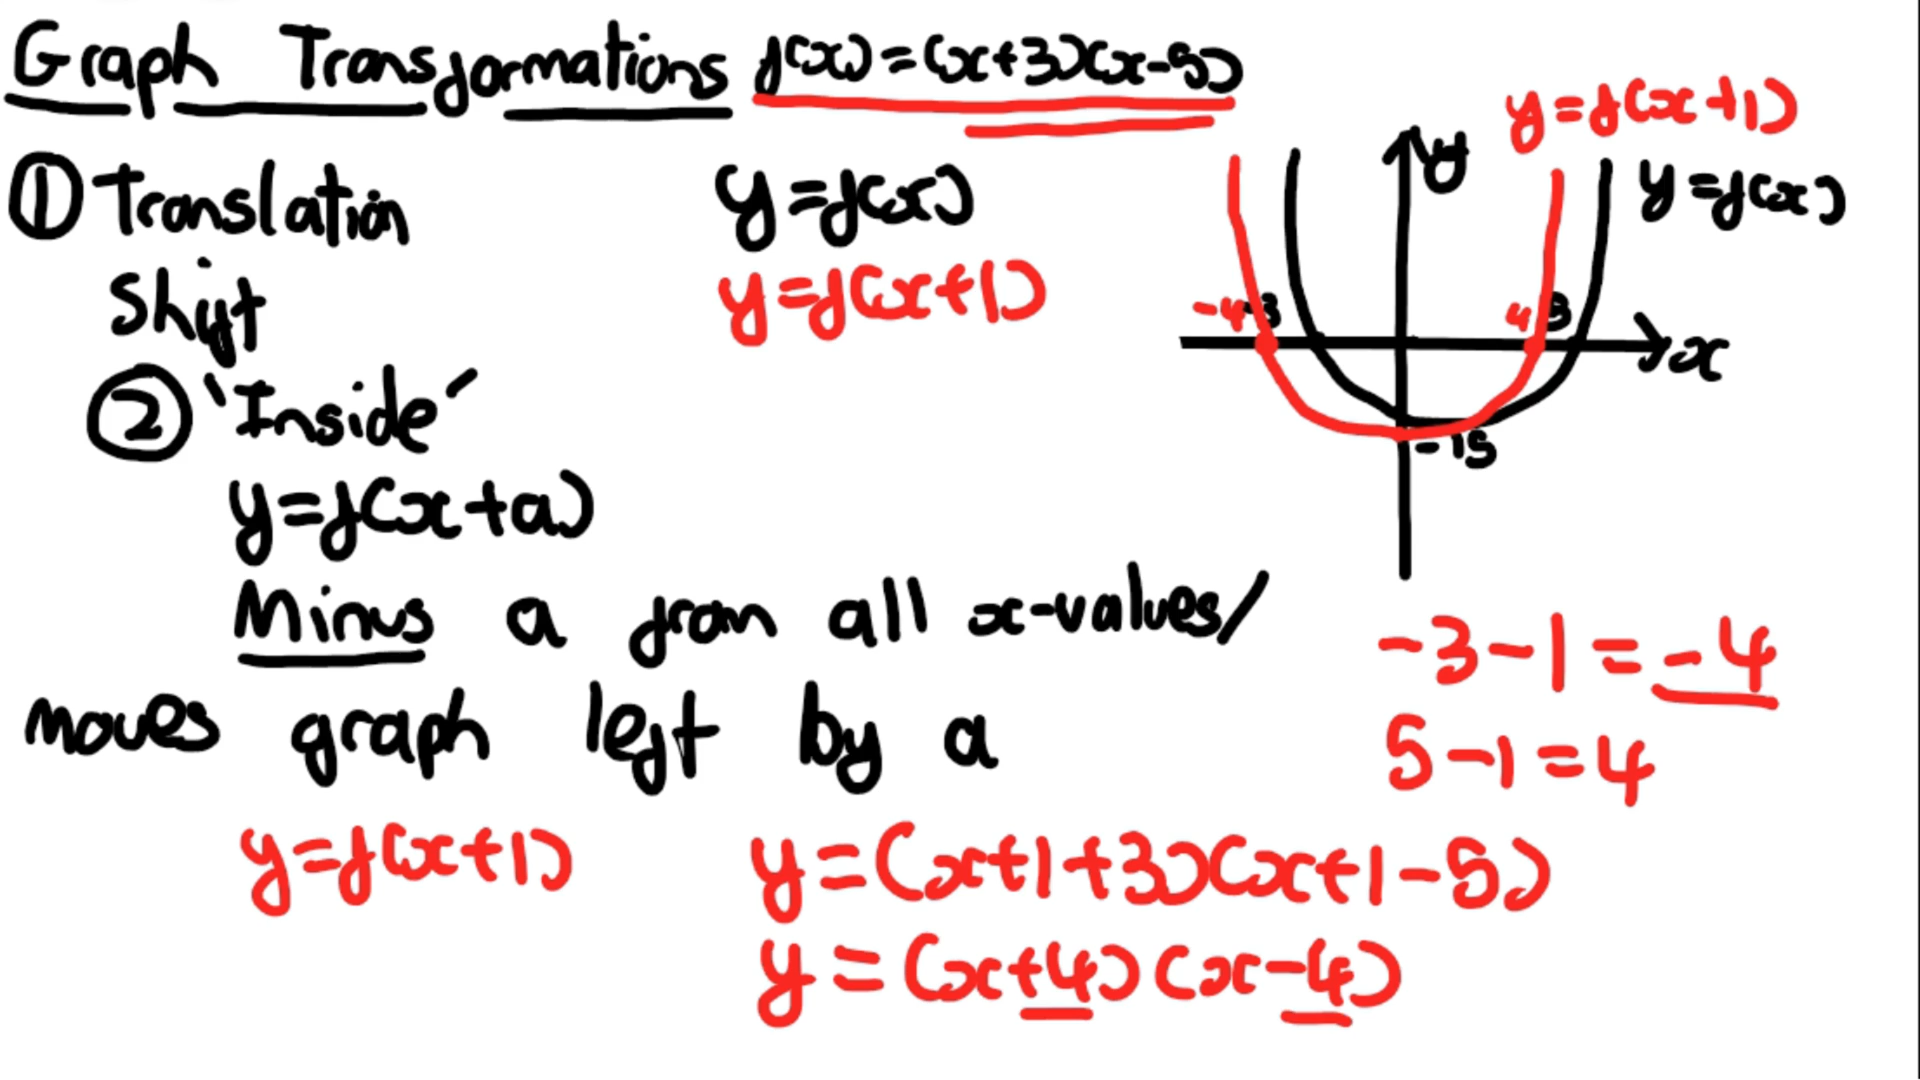 Graph Transformations f(x)=(x+3)(x-5)
① Translation
Shift
y=f(x)
y=f(x+1)
② 'Inside'
y=f(x+a)
Minus a from all x-values/
moves graph left by a
y=f(x+1)
y=(x+1+3)(x+1-5)
y=(x+4)(x-4)
y=f(x+1)
y
y=f(x)
-4 -3
4 5
x
-15
-3-1=-4
5-1=4